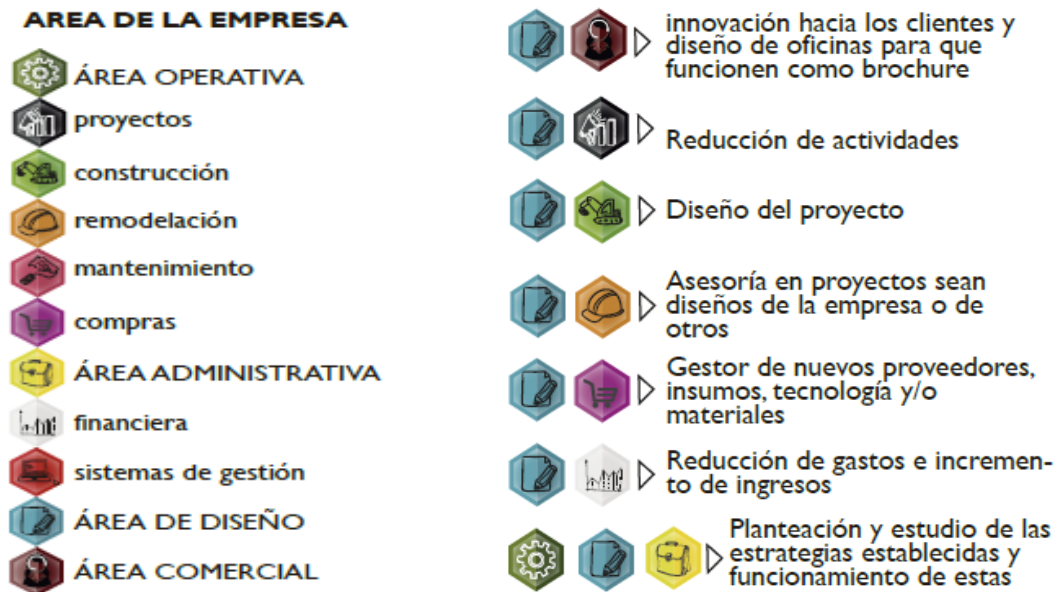 AREA DE LA EMPRESA
ÁREA OPERATIVA
proyectos
construcción
remodelación
mantenimiento
compras
ÁREA ADMINISTRATIVA
financiera
sistemas de gestión
ÁREA DE DISEÑO
ÁREA COMERCIAL
innovación hacia los clientes y
diseño de oficinas para que
funcionen como brochure
Reducción de actividades
Diseño del proyecto
Asesoría en proyectos sean
diseños de la empresa o de
otros
Gestor de nuevos proveedores,
insumos, tecnología y/o
materiales
Reducción de gastos e incremen-
to de ingresos
Planteación y estudio de las
estrategias establecidas y
funcionamiento de estas